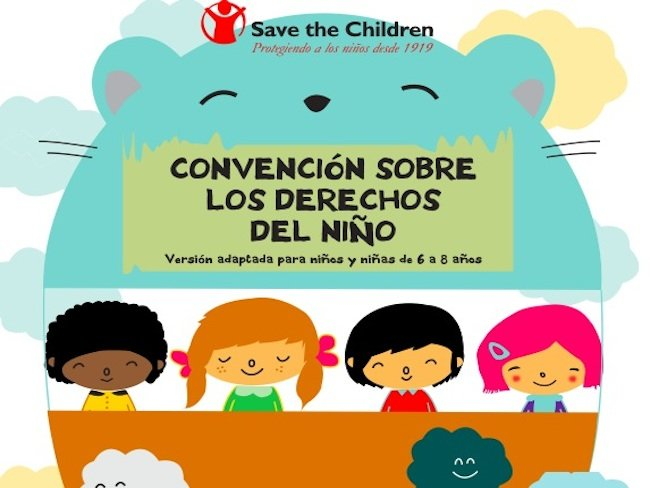 Save the Children
Protegiendo a los niños desde 1919
CONVENCIÓN SOBRE
LOS DERECHOS
DEL NIÑO
Versión adaptada para niños y niñas de 6 a 8 años